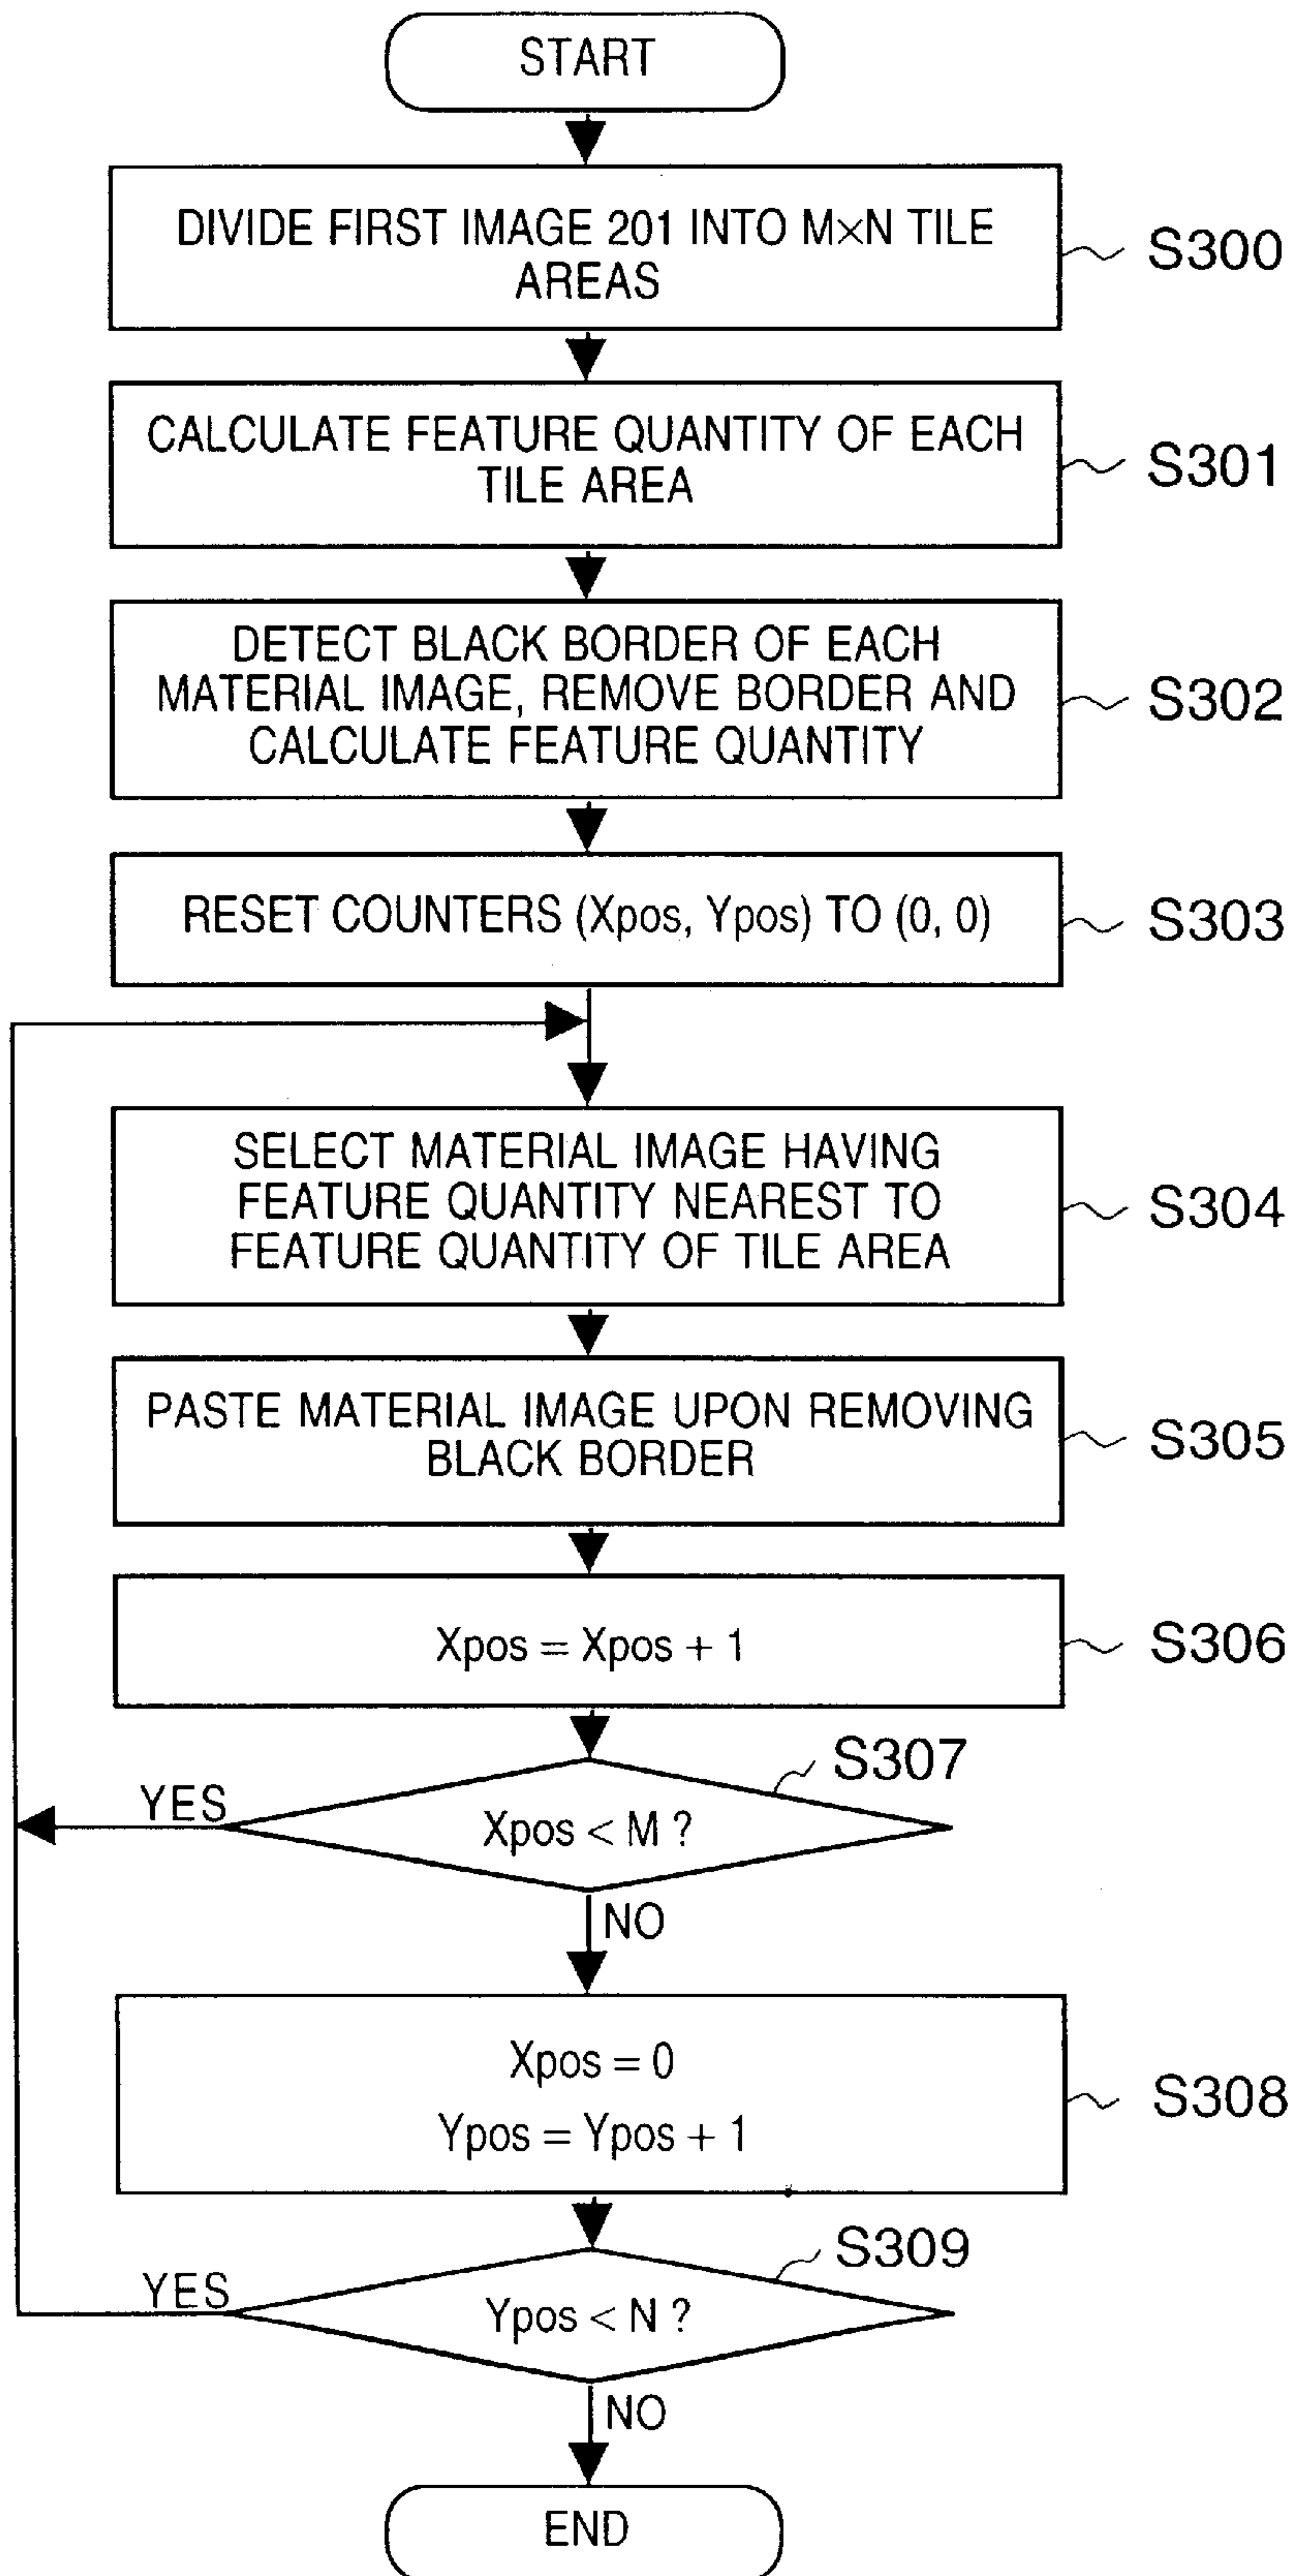 START
DIVIDE FIRST IMAGE 201 INTO M×N TILE
AREAS
S300
CALCULATE FEATURE QUANTITY OF EACH
TILE AREA
S301
DETECT BLACK BORDER OF EACH
MATERIAL IMAGE, REMOVE BORDER AND
CALCULATE FEATURE QUANTITY
S302
RESET COUNTERS (Xpos, Ypos) TO (0, 0)
S303
SELECT MATERIAL IMAGE HAVING
FEATURE QUANTITY NEAREST TO
FEATURE QUANTITY OF TILE AREA
S304
PASTE MATERIAL IMAGE UPON REMOVING
BLACK BORDER
S305
Xpos = Xpos + 1
S306
S307
YES
Xpos < M ?
NO
Xpos = 0
Ypos = Ypos + 1
S308
S309
YES
Ypos < N ?
NO
END